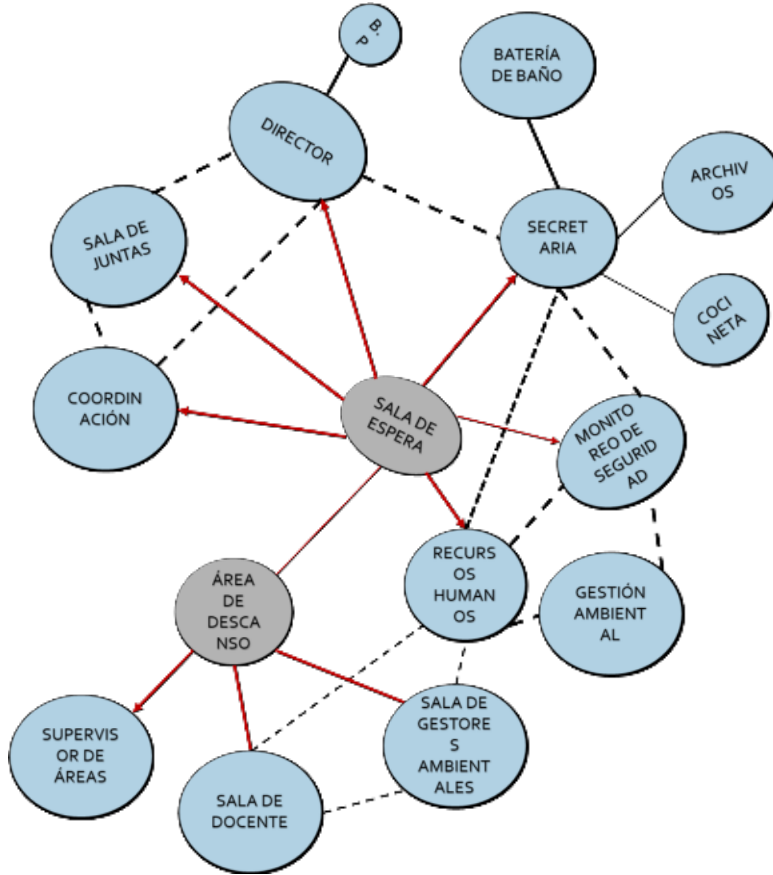 B.
P
BATERÍA
DE BAÑO
DIRECTOR
ARCHIV
OS
SALA DE
JUNTAS
SECRET
ARIA
COCI
NETA
COORDIN
ACIÓN
SALA DE
ESPERA
MONITO
REO DE
SEGURID
AD
RECURS
OS
HUMAN
OS
ÁREA
DE
DESCA
NSO
GESTIÓN
AMBIENT
AL
SUPERVIS
OR DE
ÁREAS
SALA DE
GESTORE
S
AMBIENT
ALES
SALA DE
DOCENTE